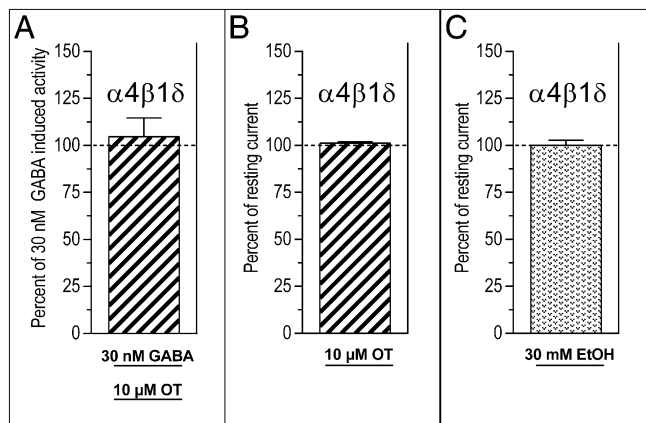 A
Percent of 30 nM GABA induced activity
150
125
100
75
50
25
0
α4β1δ
30 nM GABA
10 µM OT
B
Percent of resting current
150
125
100
75
50
25
0
α4β1δ
10 µM OT
C
Percent of resting current
150
125
100
75
50
25
0
α4β1δ
30 mM EtOH